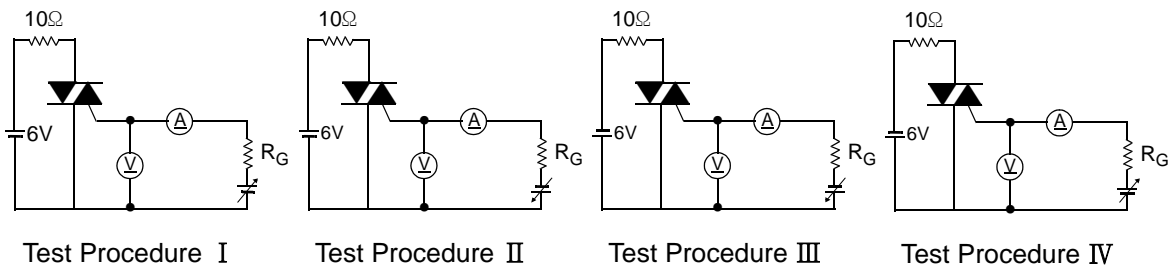 10Ω 10Ω 10Ω 10Ω
6V 6V 6V 6V
A A A A
V V V V
R_G R_G R_G R_G
Test Procedure Ⅰ Test Procedure Ⅱ Test Procedure Ⅲ Test Procedure Ⅳ